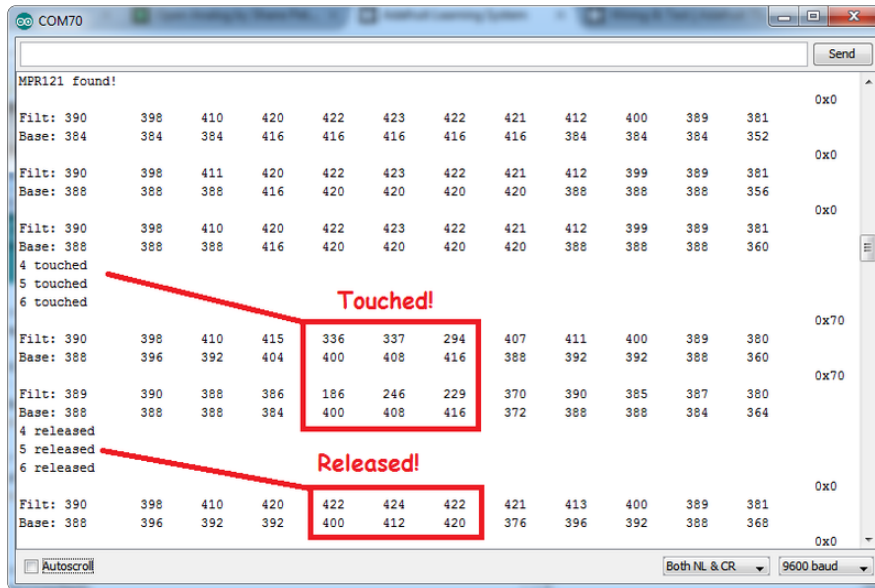 COM70
Send
MPR121 found!
0x0
Filt: 390 398 410 420 422 423 422 421 412 400 389 381
Base: 384 384 384 416 416 416 416 416 384 384 384 352
0x0
Filt: 390 398 411 420 422 423 422 421 412 399 389 381
Base: 388 388 388 416 420 420 420 420 388 388 388 356
0x0
Filt: 390 398 410 420 422 423 422 421 412 399 389 381
Base: 388 388 388 416 420 420 420 420 388 388 388 360
4 touched
5 touched
6 touched
Touched!
0x70
Filt: 390 398 410 415 336 337 294 407 411 400 389 380
Base: 388 396 392 404 400 408 416 388 392 392 388 360
0x70
Filt: 389 390 388 386 186 246 229 370 390 385 387 380
Base: 388 388 388 384 400 408 416 372 388 388 384 364
4 released
5 released
6 released
Released!
0x0
Filt: 390 398 410 420 422 424 422 421 413 400 389 381
Base: 388 396 392 392 400 412 420 376 396 392 388 368
0x0
Autoscroll
Both NL & CR
9600 baud